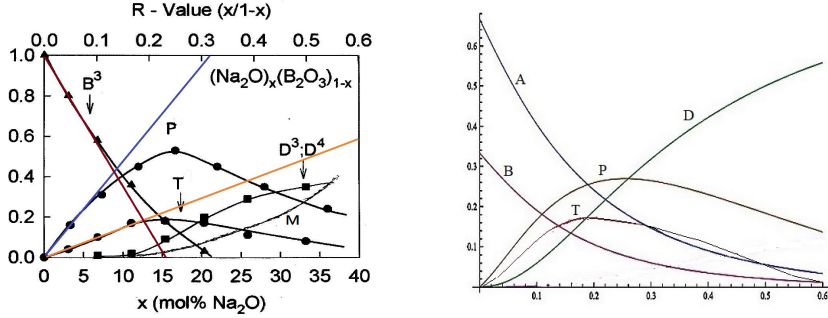 R - Value (x/1-x)
0.0 0.1 0.2 0.3 0.4 0.5 0.6
1.0
0.8
0.6
0.4
0.2
0.0
B³
(Na₂O)ₓ(B₂O₃)₁₋ₓ
P
D³;D⁴
T
M
0 5 10 15 20 25 30 35 40
x (mol% Na₂O)
0.6
0.5
0.4
0.3
0.2
0.1
A
D
B
P
T
0.1 0.2 0.3 0.4 0.5 0.6